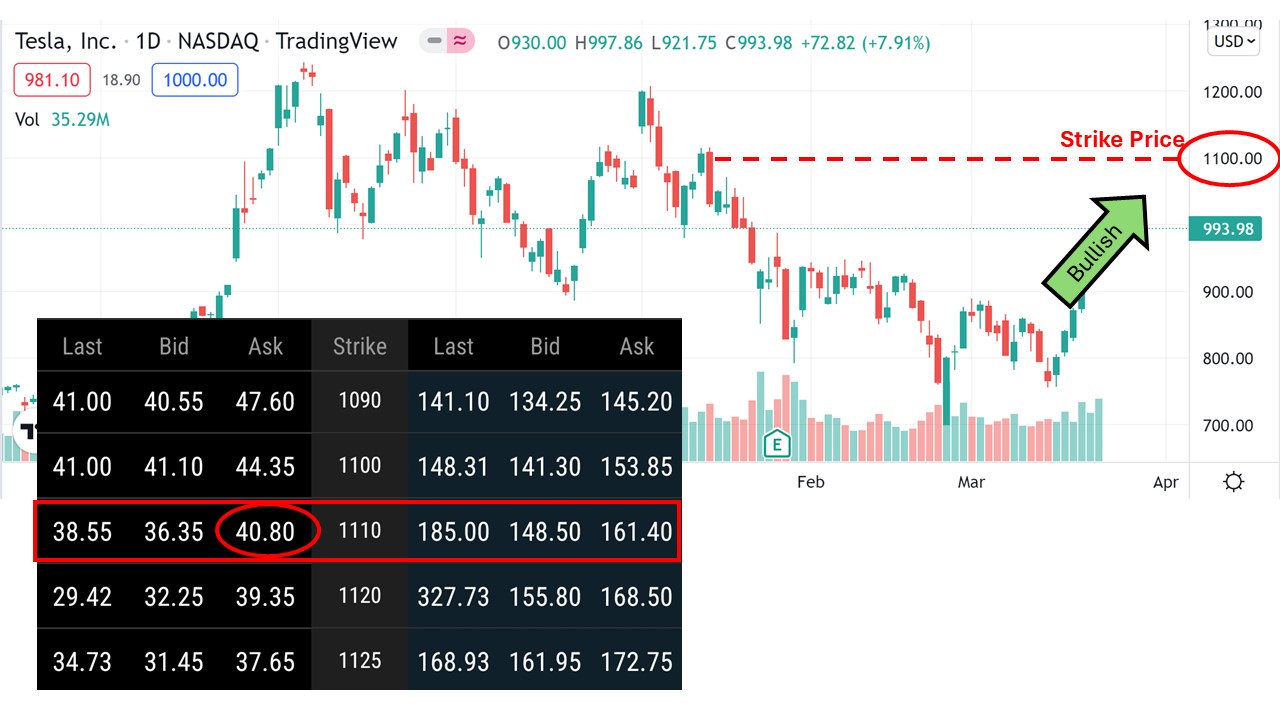 Tesla, Inc. · 1D · NASDAQ · TradingView
O930.00 H997.86 L921.75 C993.98 +72.82 (+7.91%)
1300.00
USD
981.10 18.90 1000.00
Vol 35.29M
1200.00
Strike Price
1100.00
993.98
Bullish
900.00
800.00
700.00
E
Feb Mar Apr
Last Bid Ask Strike Last Bid Ask
41.00 40.55 47.60 1090 141.10 134.25 145.20
41.00 41.10 44.35 1100 148.31 141.30 153.85
38.55 36.35 40.80 1110 185.00 148.50 161.40
29.42 32.25 39.35 1120 327.73 155.80 168.50
34.73 31.45 37.65 1125 168.93 161.95 172.75